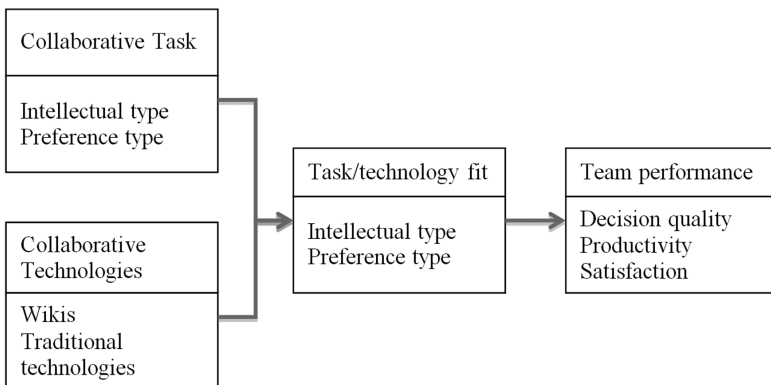 Collaborative Task
Intellectual type
Preference type
Collaborative
Technologies
Wikis
Traditional
technologies
Task/technology fit
Intellectual type
Preference type
Team performance
Decision quality
Productivity
Satisfaction